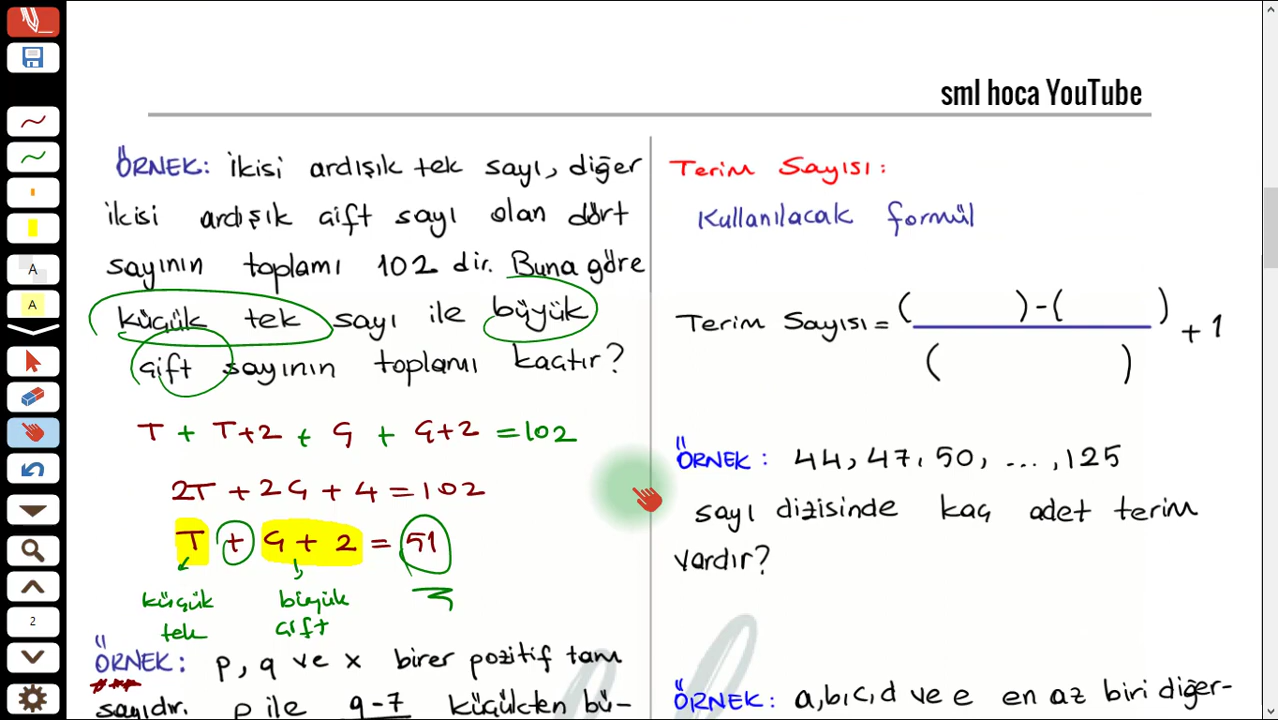 sml hoca YouTube
ÖRNEK: İkisi ardışık tek sayı, diğer
ikisi ardışık çift sayı olan dört
sayının toplamı 102 dir. Buna göre
küçük tek sayı ile büyük
çift sayının toplamı kaçtır?
T + T+2 + Ç + Ç+2 = 102
2T + 2Ç + 4 = 102
T + Ç + 2 = 51
küçük büyük
tek çift
ÖRNEK: p, q ve x birer pozitif tam
sayıdır. p ile q-7 küçükten bü-
Terim Sayısı:
Kullanılacak formül
Terim Sayısı = ( ) - ( )
( ) + 1
ÖRNEK: 44, 47, 50, ..., 125
sayı dizisinde kaç adet terim
vardır?
ÖRNEK: a,b,c,d ve e en az biri diğer-
A
A
2